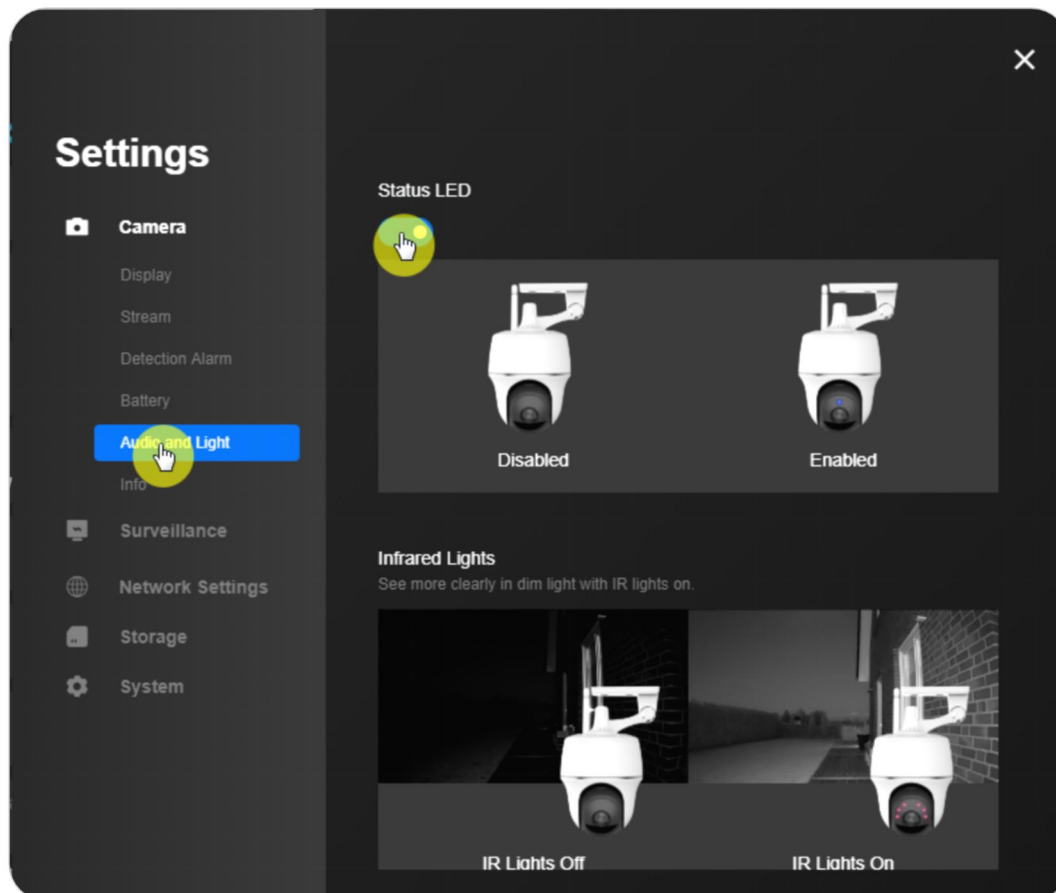 Settings
Camera
Display
Stream
Detection Alarm
Battery
Audio and Light
Info
Surveillance
Network Settings
Storage
System
Status LED
Disabled
Enabled
Infrared Lights
See more clearly in dim light with IR lights on.
IR Lights Off
IR Lights On